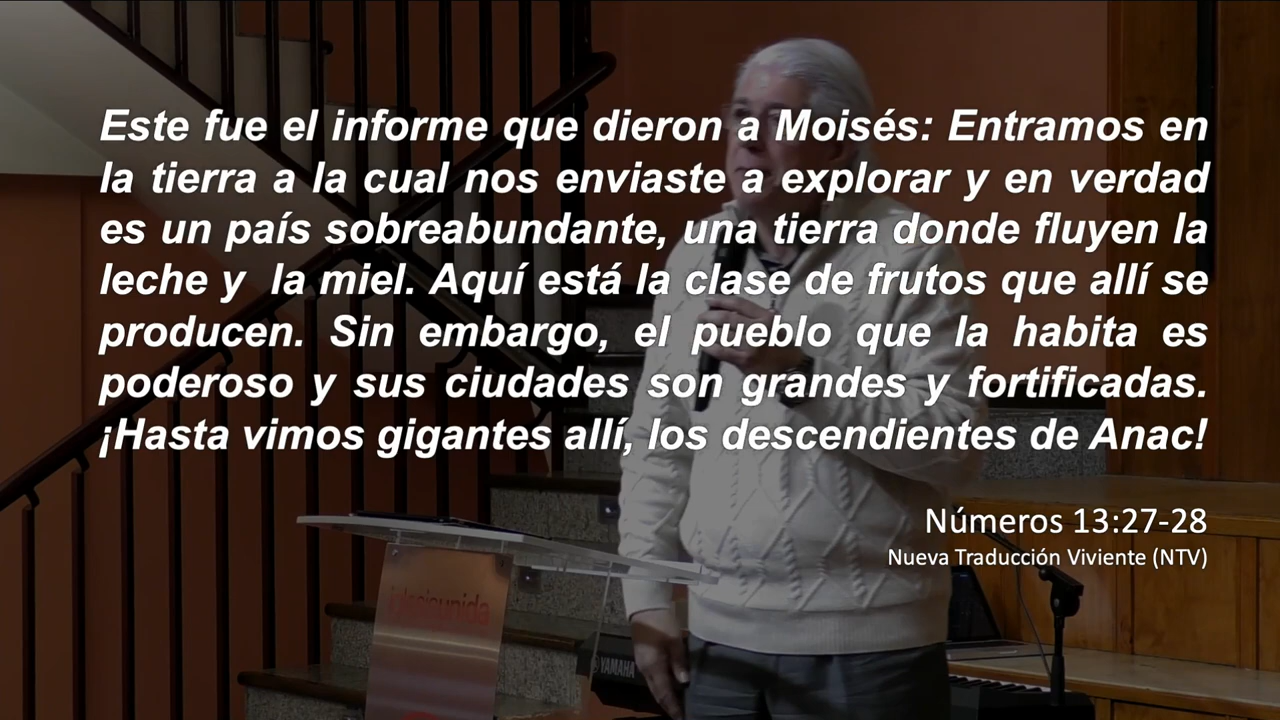 Este fue el informe que dieron a Moisés: Entramos en
la tierra a la cual nos enviaste a explorar y en verdad
es un país sobreabundante, una tierra donde fluyen la
leche y  la miel. Aquí está la clase de frutos que allí se
producen. Sin embargo, el pueblo que la habita es
poderoso y sus ciudades son grandes y fortificadas.
¡Hasta vimos gigantes allí, los descendientes de Anac!
Números 13:27-28
Nueva Traducción Viviente (NTV)
iglesiaunida
YAMAHA